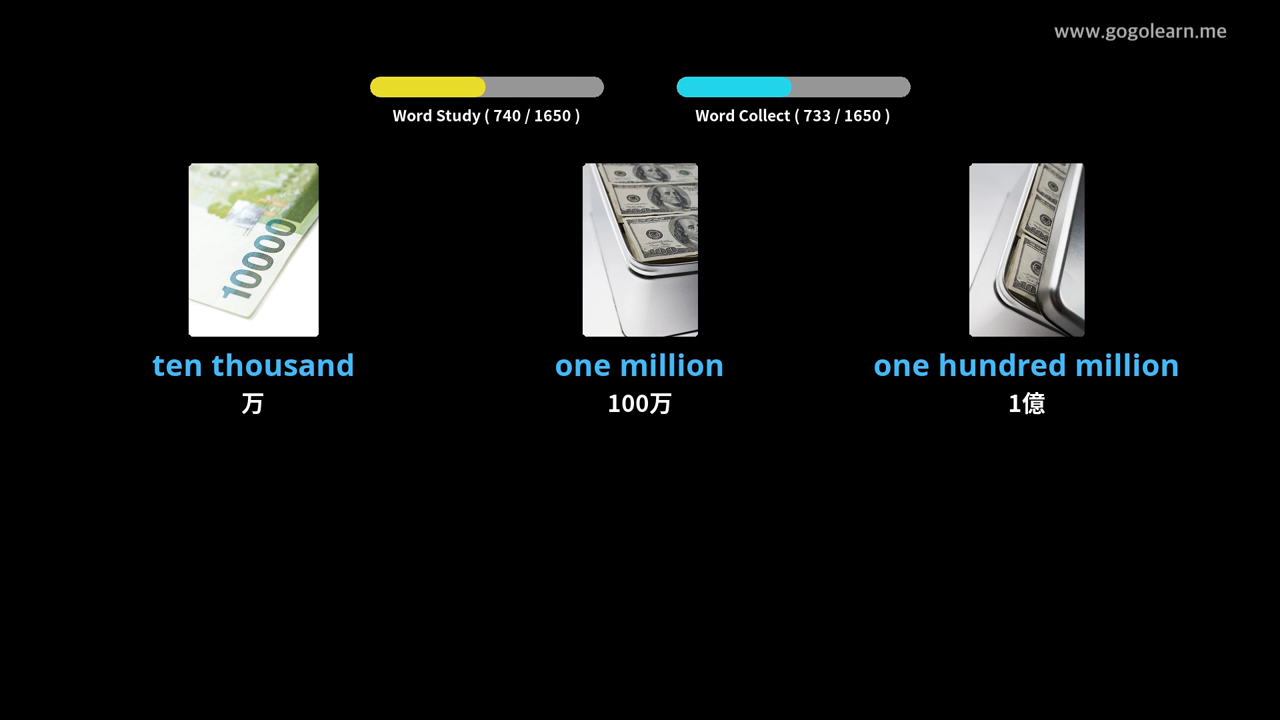 www.gogolearn.me
Word Study ( 740 / 1650 )
Word Collect ( 733 / 1650 )
10000
ten thousand
one million
one hundred million
万
100万
1億